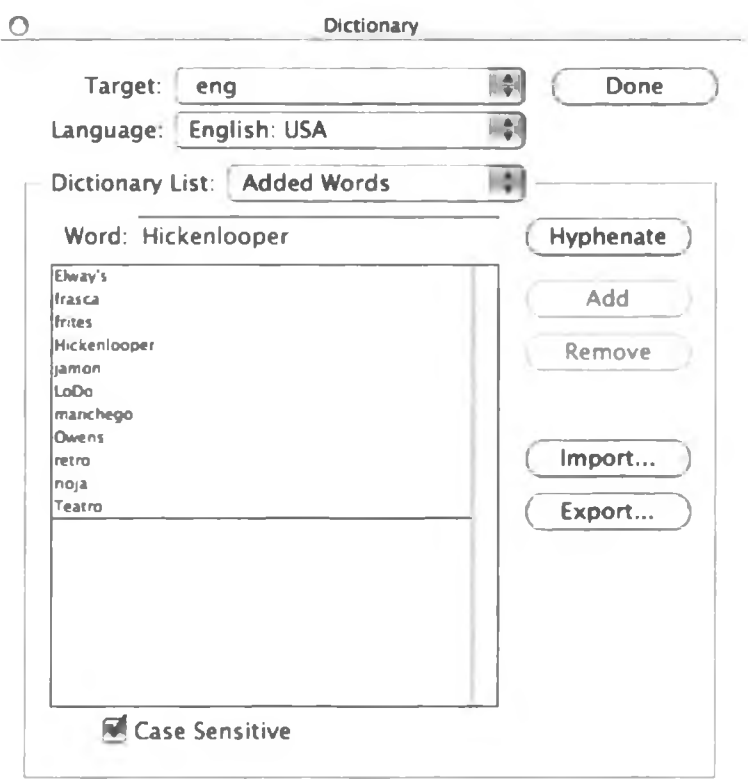 Dictionary
Target: eng Done
Language: English: USA
Dictionary List: Added Words
Word: Hickenlooper Hyphenate
Elway's
frasca
frites
Hickenlooper
jamon
LoDo
manchego
Owens
retro
noja
Teatro
Add
Remove
Import...
Export...
Case Sensitive